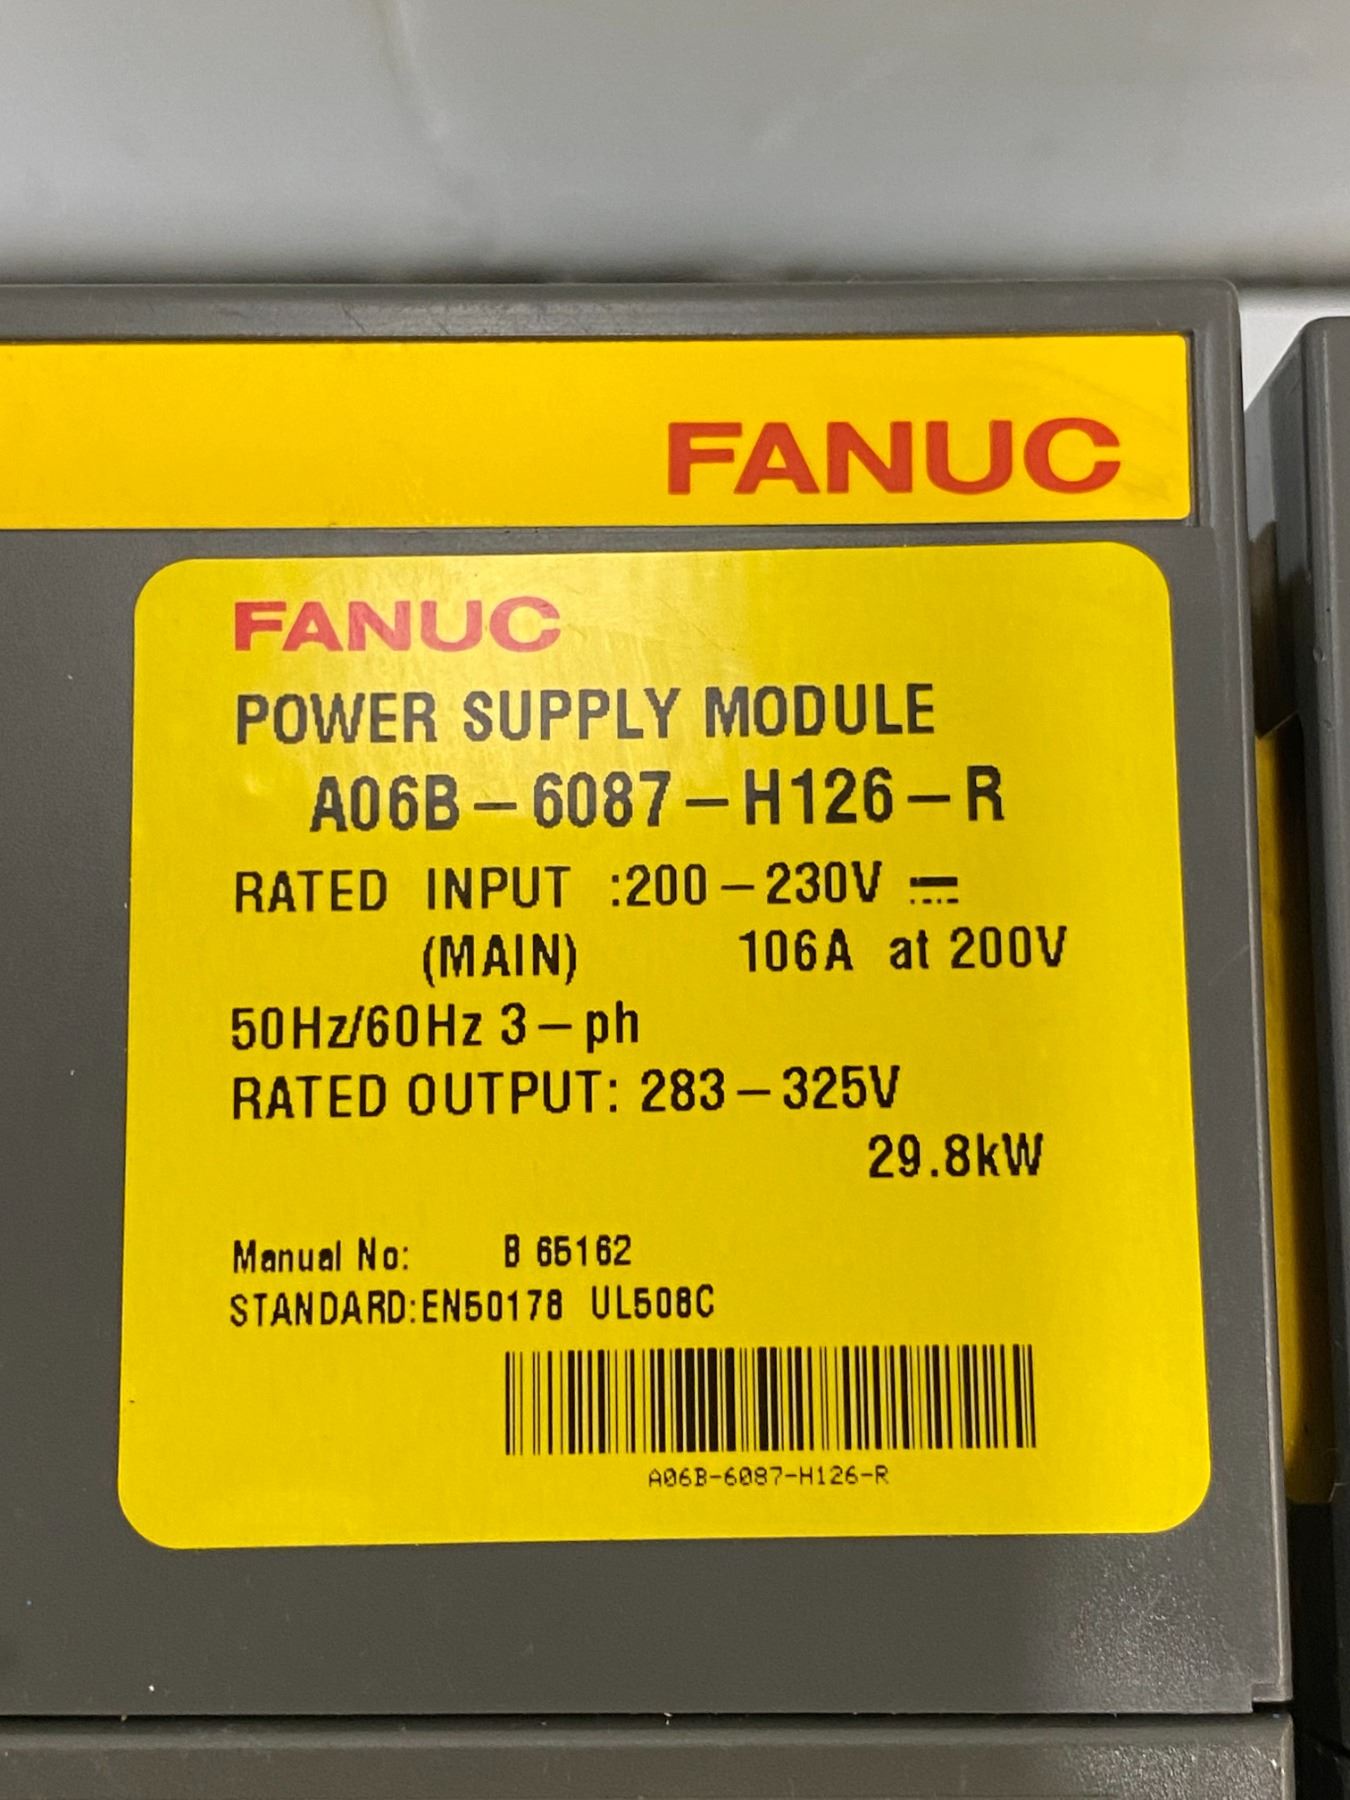 FANUC
FANUC
POWER SUPPLY MODULE
A06B-6087-H126-R
RATED INPUT :200-230V ⎓
(MAIN) 106A at 200V
50Hz/60Hz 3-ph
RATED OUTPUT: 283-325V
29.8kW
Manual No: B 65162
STANDARD:EN50178 UL508C
A06B-6087-H126-R